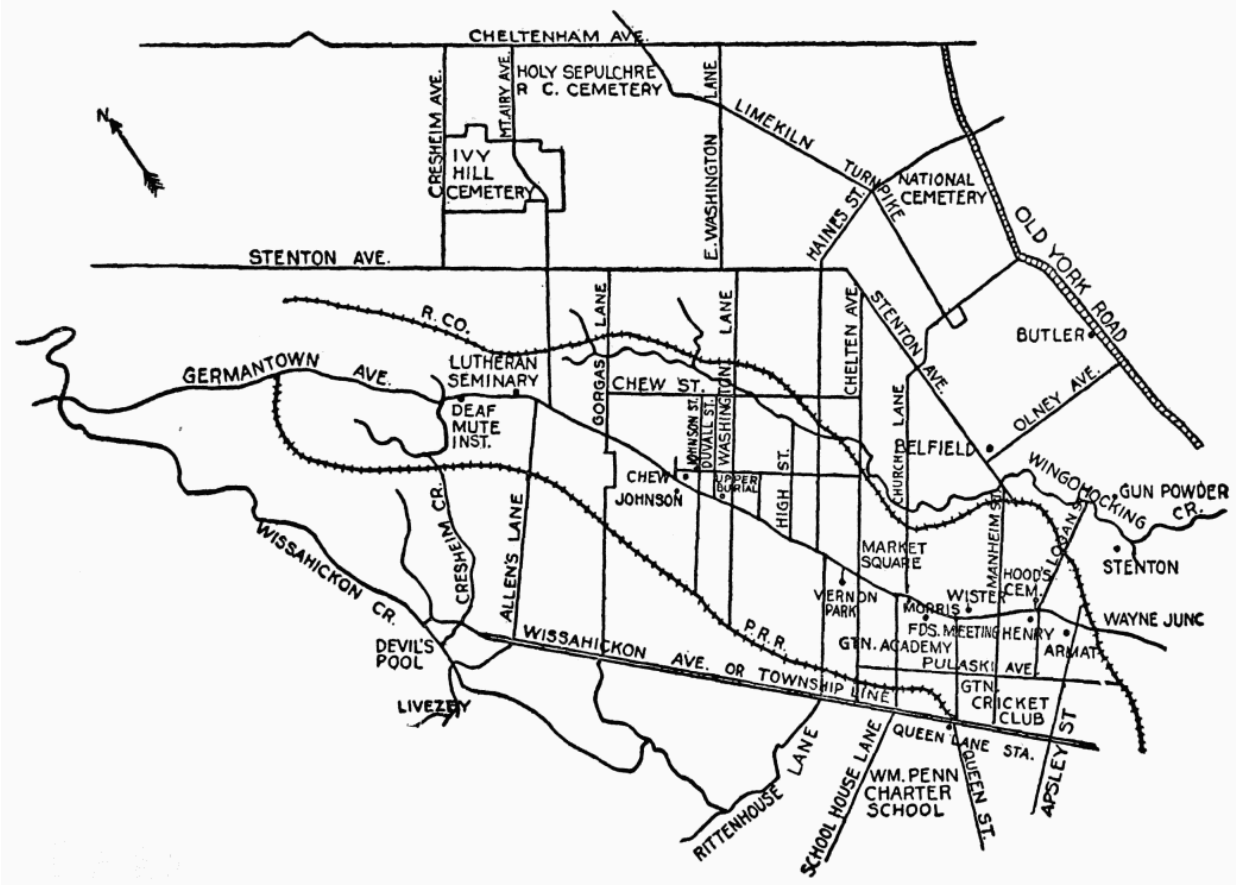 CHELTENHAM AVE.
N
CRESHEIM AVE.
MT. AIRY AVE.
HOLY SEPULCHRE
R C. CEMETERY
E. WASHINGTON LANE
LIMEKILN TURNPIKE
IVY
HILL
CEMETERY
HAINES ST.
NATIONAL
CEMETERY
OLD YORK ROAD
STENTON AVE.
R. CO.
GORGAS LANE
WASHINGTON LANE
CHELTEN AVE.
STENTON AVE.
BUTLER
GERMANTOWN AVE.
LUTHERAN
SEMINARY
CHEW ST.
OLNEY AVE.
DEAF
MUTE
INST.
JOHNSON ST.
DUVALL ST.
CHURCH LANE
BELFIELD
CHEW
JOHNSON
UPPER
BURIAL
HIGH ST.
WINGOHOCKING
GUN POWDER
CR.
CRESHEIM CR.
ALLEN'S LANE
MANHEIM ST.
LOGAN ST.
WISSAHICKON CR.
MARKET
SQUARE
STENTON
HOOD'S
CEM.
VERNON
PARK
MORRIS
WISTER
WAYNE JUNC
P.R.R.
FDS. MEETING
HENRY
GTN. ACADEMY
ARMAT
DEVIL'S
POOL
WISSAHICKON AVE. OR TOWNSHIP LINE
PULASKI AVE.
LIVEZEY
GTN.
CRICKET
CLUB
QUEEN LANE STA.
RITTENHOUSE LANE
SCHOOL HOUSE LANE
WM. PENN
CHARTER
SCHOOL
QUEEN ST.
APSLEY ST